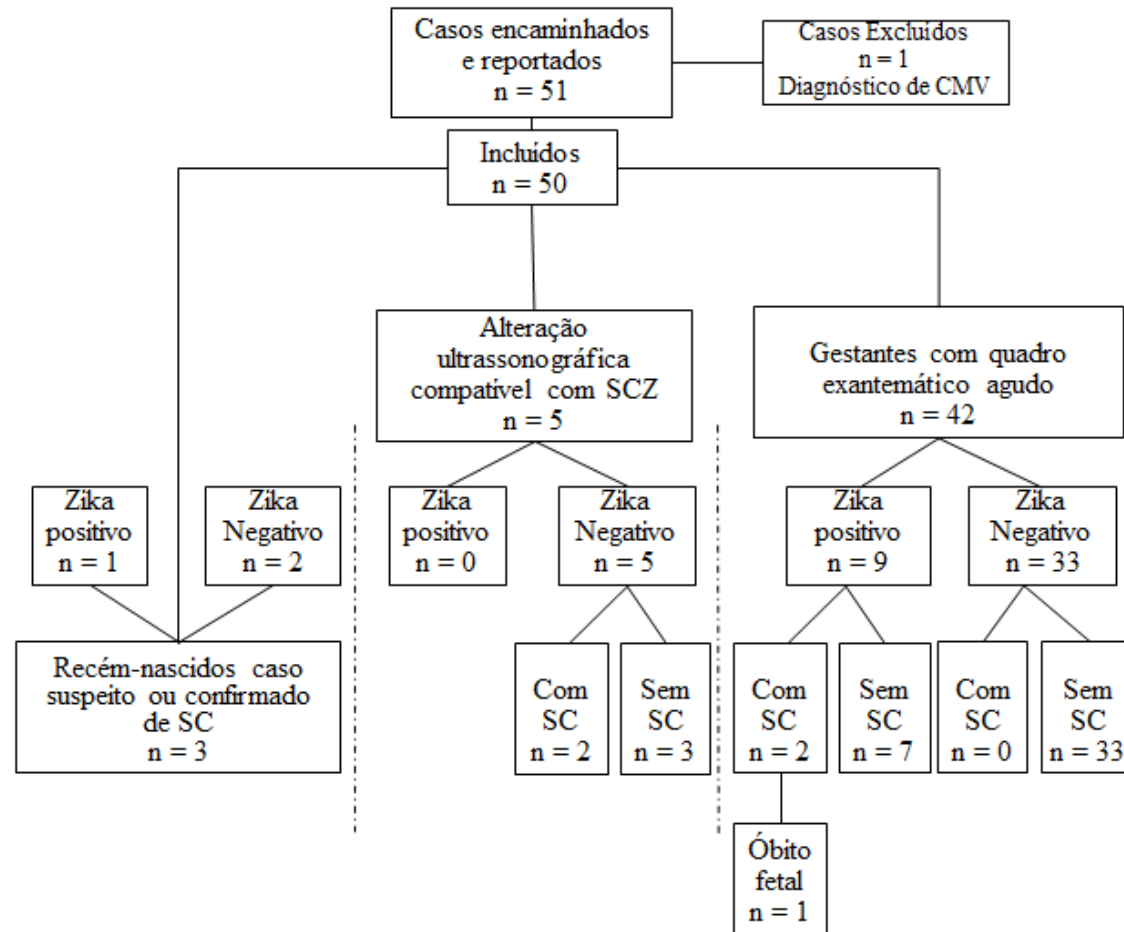 Casos encaminhados
e reportados
n = 51
Casos Excluídos
n = 1
Diagnóstico de CMV
Incluídos
n = 50
Alteração
ultrassonográfica
compatível com SCZ
n = 5
Gestantes com quadro
exantemático agudo
n = 42
Zika
positivo
n = 1
Zika
Negativo
n = 2
Zika
positivo
n = 0
Zika
Negativo
n = 5
Zika
positivo
n = 9
Zika
Negativo
n = 33
Recém-nascidos caso
suspeito ou confirmado
de SC
n = 3
Com
SC
n = 2
Sem
SC
n = 3
Com
SC
n = 2
Sem
SC
n = 7
Com
SC
n = 0
Sem
SC
n = 33
Óbito
fetal
n = 1